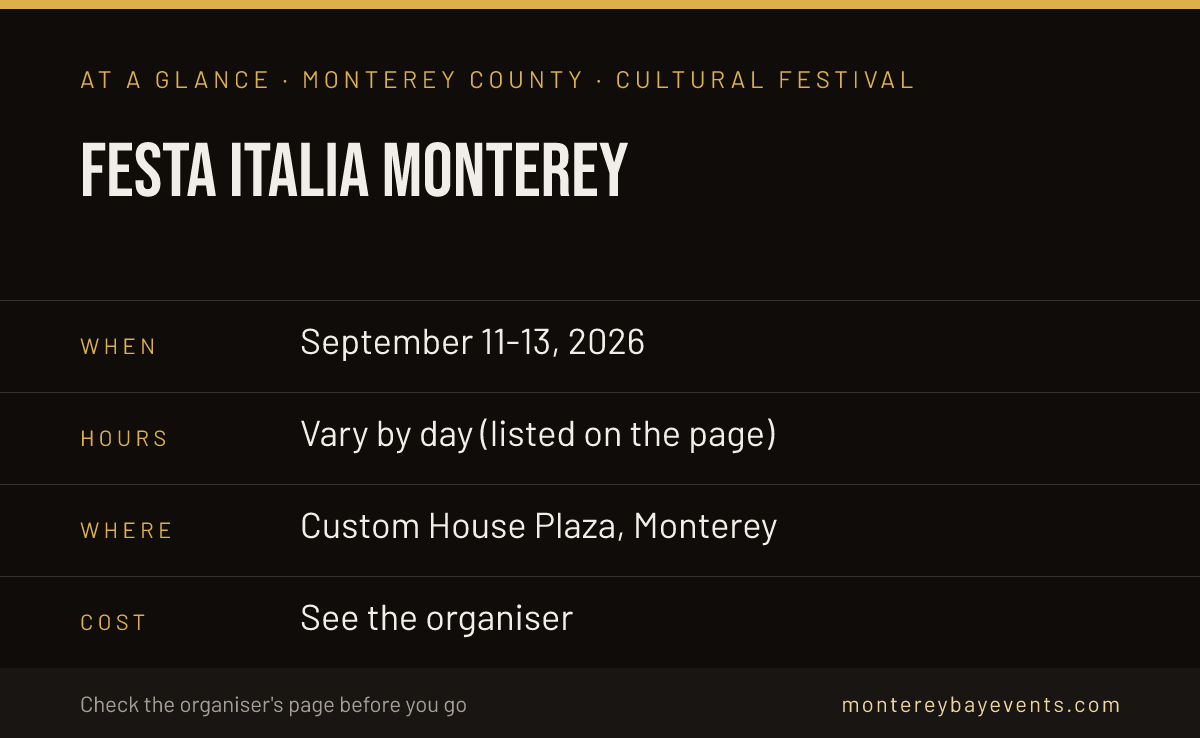 AT A GLANCE · MONTEREY COUNTY · CULTURAL FESTIVAL
FESTA ITALIA MONTEREY
WHEN September 11-13, 2026
HOURS Vary by day (listed on the page)
WHERE Custom House Plaza, Monterey
COST See the organiser
Check the organiser's page before you go montereybayevents.com